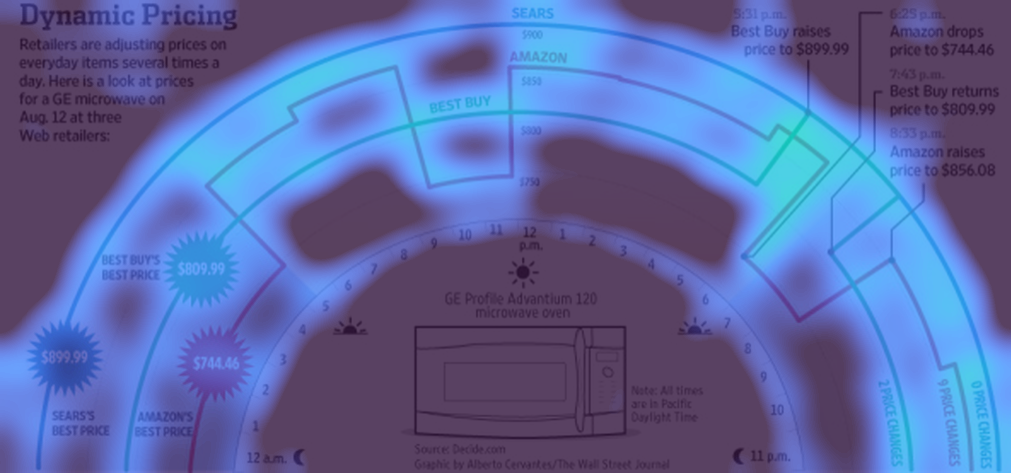 Dynamic Pricing
Retailers are adjusting prices on
everyday items several times a
day. Here is a look at prices
for a GE microwave on
Aug. 12 at three
Web retailers:
SEARS
$900
AMAZON
$850
BEST BUY
$800
$750
5:31 p.m.
Best Buy raises
price to $899.99
6:25 p.m.
Amazon drops
price to $744.46
7:43 p.m.
Best Buy returns
price to $809.99
8:33 p.m.
Amazon raises
price to $856.08
BEST BUY'S
BEST PRICE
$809.99
$899.99
SEARS'S
BEST PRICE
$744.46
AMAZON'S
BEST PRICE
12 a.m.
1
2
3
4
5
6
7
8
9
10
11
12
p.m.
1
2
3
4
5
6
7
8
9
10
11 p.m.
GE Profile Advantium 120
microwave oven
Note: All times
are in Pacific
Daylight Time
Source: Decide.com
Graphic by Alberto Cervantes/The Wall Street Journal
2 PRICE CHANGES
9 PRICE CHANGES
0 PRICE CHANGES